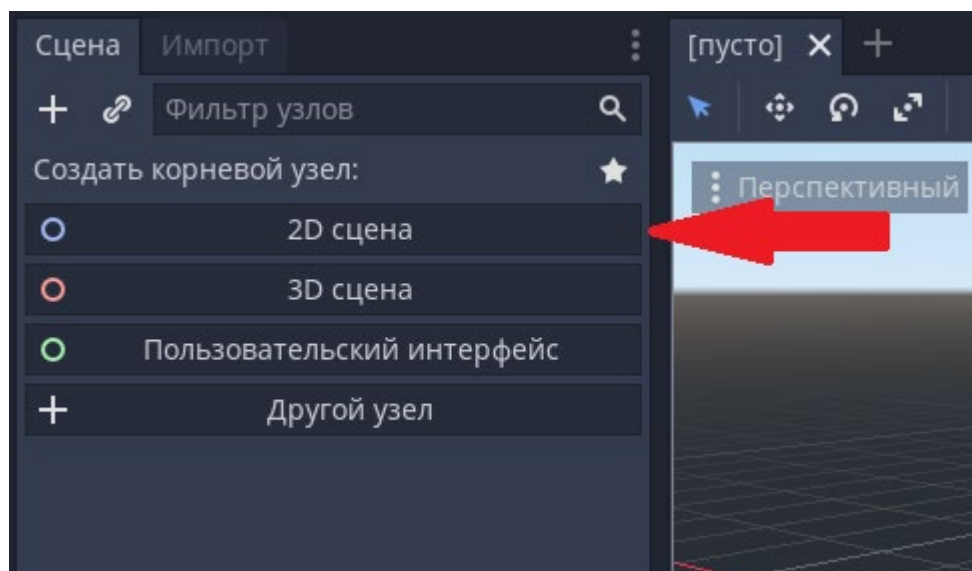 Сцена Импорт
[пусто]
Фильтр узлов
Создать корневой узел:
Перспективный
2D сцена
3D сцена
Пользовательский интерфейс
Другой узел